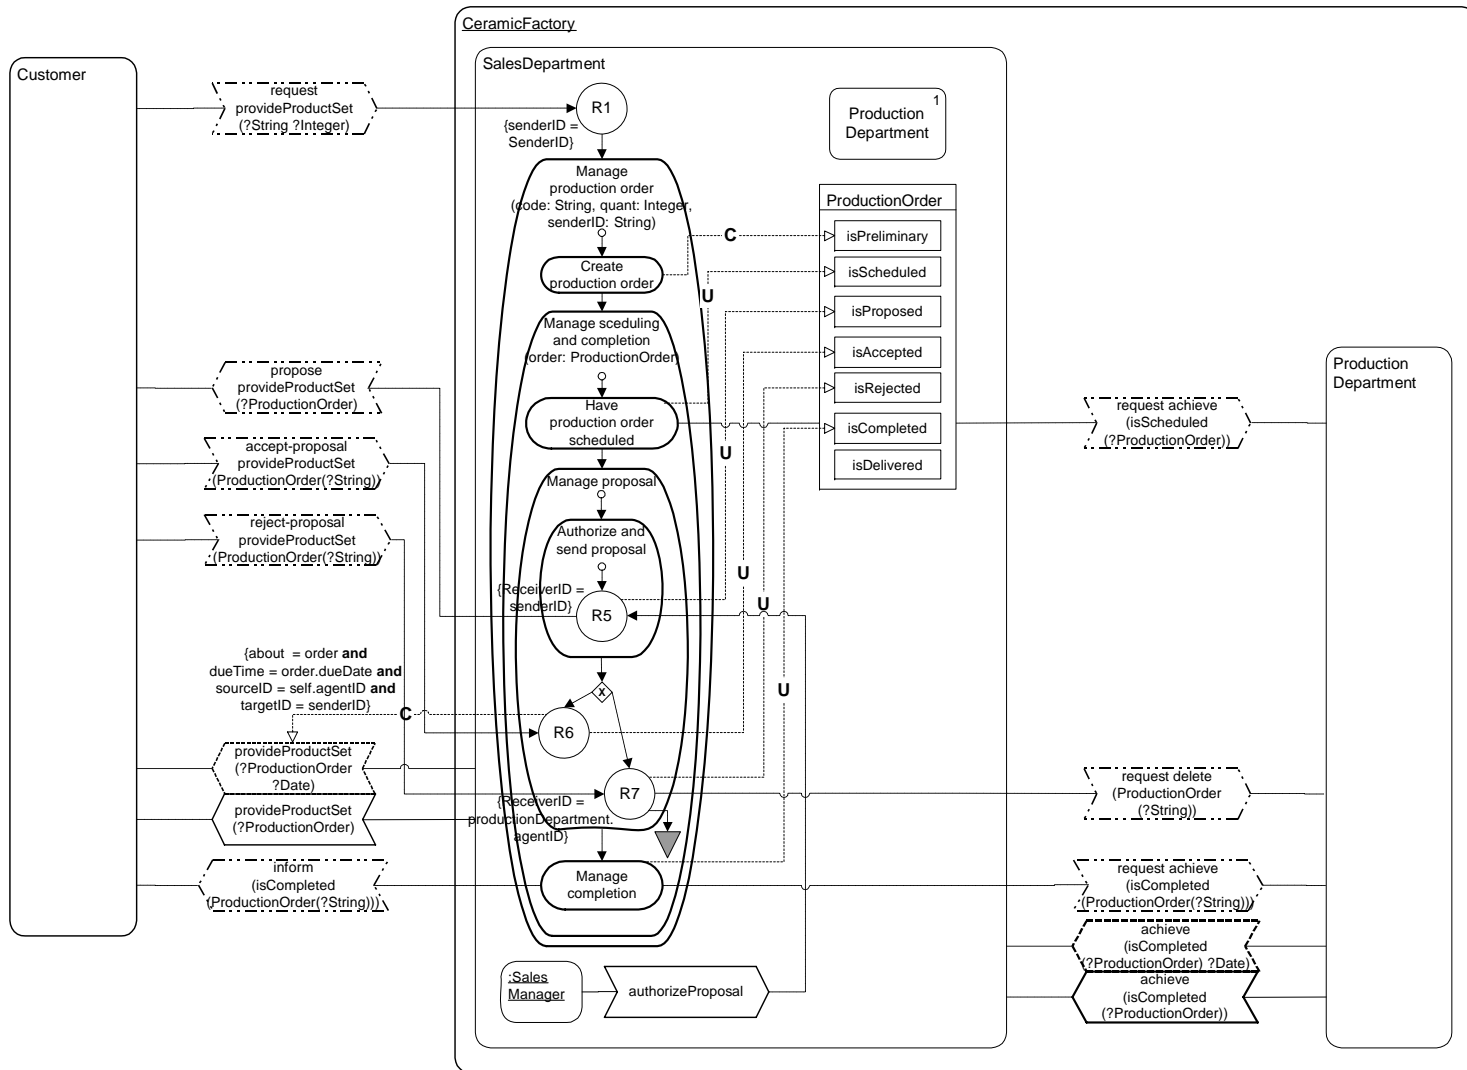 CeramicFactory
Customer
SalesDepartment
request
provideProductSet
(?String ?Integer)
R1
{senderID =
SenderID}
1
Production
Department
Manage
production order
(code: String, quant: Integer,
senderID: String)
ProductionOrder
isPreliminary
isScheduled
isProposed
isAccepted
isRejected
isCompleted
isDelivered
C
U
U
U
U
U
Create
production order
Manage sceduling
and completion
(order: ProductionOrder)
Have
production order
scheduled
Manage proposal
Authorize and
send proposal
{ReceiverID =
senderID}
R5
x
R6
R7
{ReceiverID =
productionDepartment.
agentID}
Manage
completion
propose
provideProductSet
(?ProductionOrder)
accept-proposal
provideProductSet
(ProductionOrder(?String))
reject-proposal
provideProductSet
(ProductionOrder(?String))
{about = order and
dueTime = order.dueDate and
sourceID = self.agentID and
targetID = senderID}
C
provideProductSet
(?ProductionOrder
?Date)
provideProductSet
(?ProductionOrder)
inform
(isCompleted
(ProductionOrder(?String)))
:Sales
Manager
authorizeProposal
Production
Department
request achieve
(isScheduled
(?ProductionOrder))
request delete
(ProductionOrder
(?String))
request achieve
(isCompleted
(ProductionOrder(?String)))
achieve
(isCompleted
(?ProductionOrder) ?Date)
achieve
(isCompleted
(?ProductionOrder))